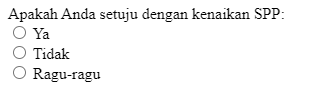 Apakah Anda setuju dengan kenaikan SPP:
Ya
Tidak
Ragu-ragu